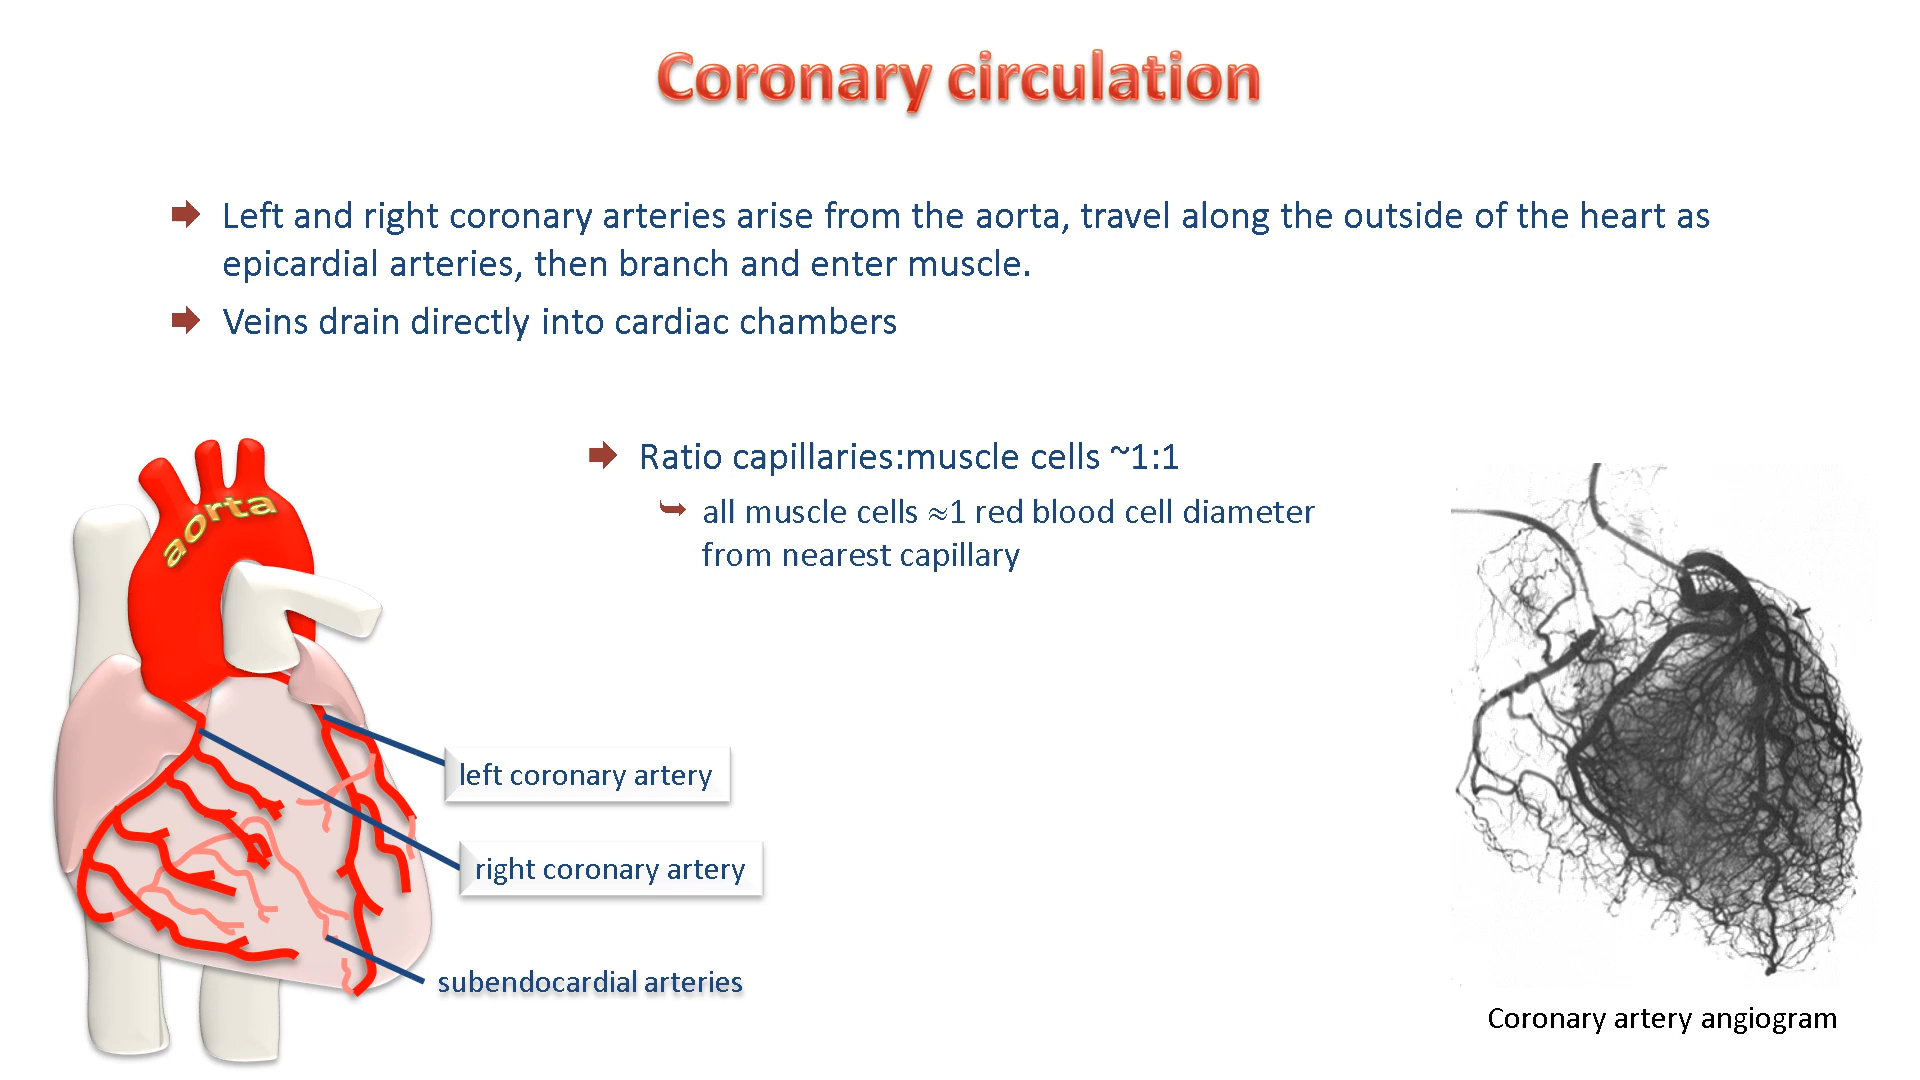 Coronary circulation
Left and right coronary arteries arise from the aorta, travel along the outside of the heart as
epicardial arteries, then branch and enter muscle.
Veins drain directly into cardiac chambers
Ratio capillaries:muscle cells ~1:1
all muscle cells ≈1 red blood cell diameter
from nearest capillary
aorta
left coronary artery
right coronary artery
subendocardial arteries
Coronary artery angiogram